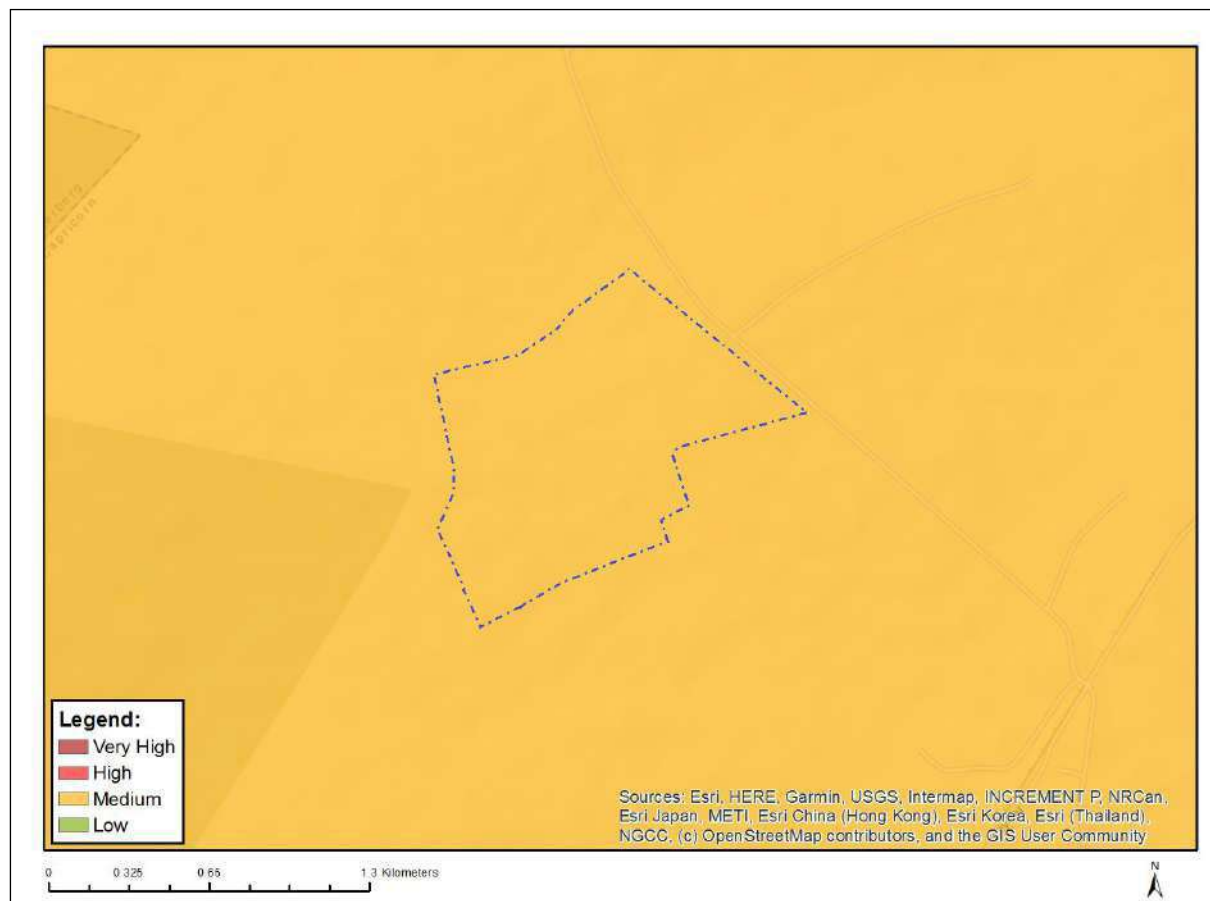 Capricorn
Legend:
Very High
High
Medium
Low
Sources: Esri, HERE, Garmin, USGS, Intermap, INCREMENT P, NRCan,
Esri Japan, METI, Esri China (Hong Kong), Esri Korea, Esri (Thailand),
NGCC, (c) OpenStreetMap contributors, and the GIS User Community
0 0.325 0.65 1.3 Kilometers
N